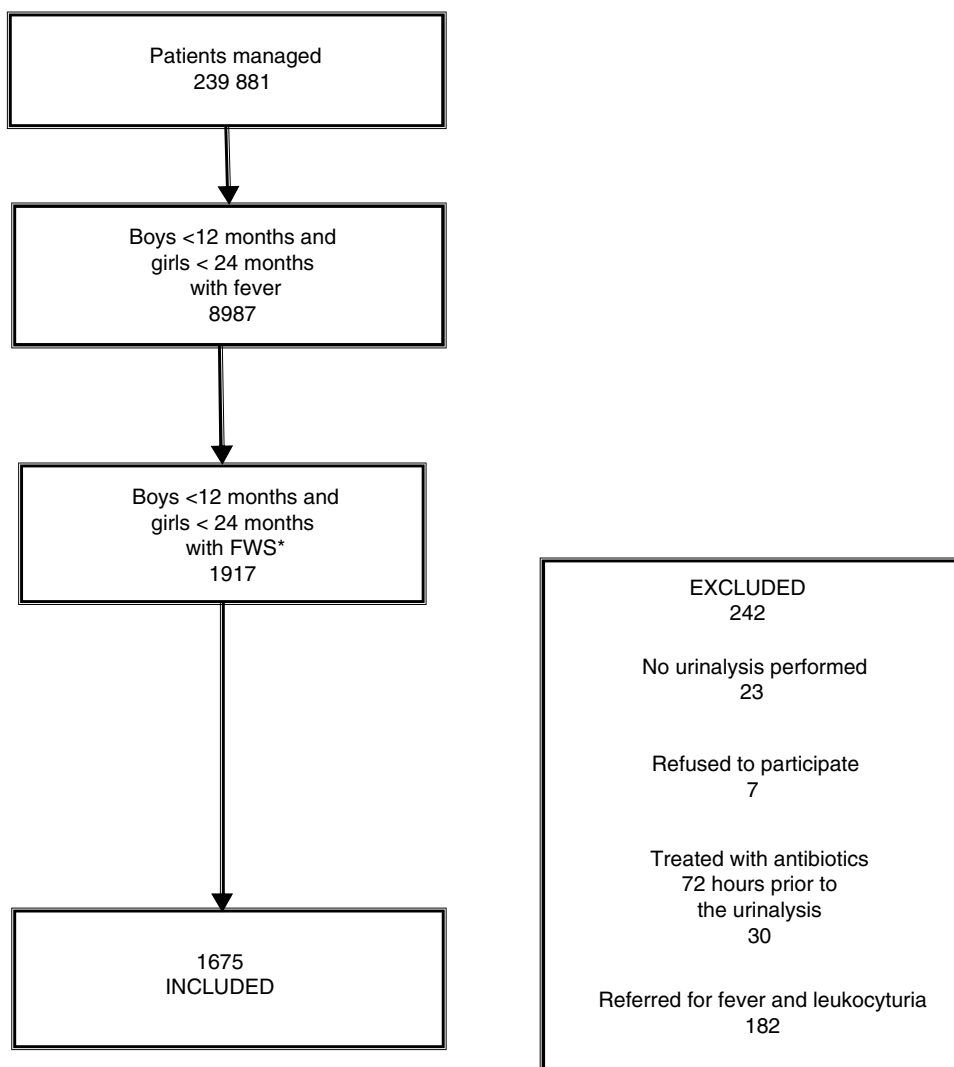 Patients managed
239 881
Boys <12 months and
girls < 24 months
with fever
8987
Boys <12 months and
girls < 24 months
with FWS*
1917
1675
INCLUDED
EXCLUDED
242
No urinalysis performed
23
Refused to participate
7
Treated with antibiotics
72 hours prior to
the urinalysis
30
Referred for fever and leukocyturia
182